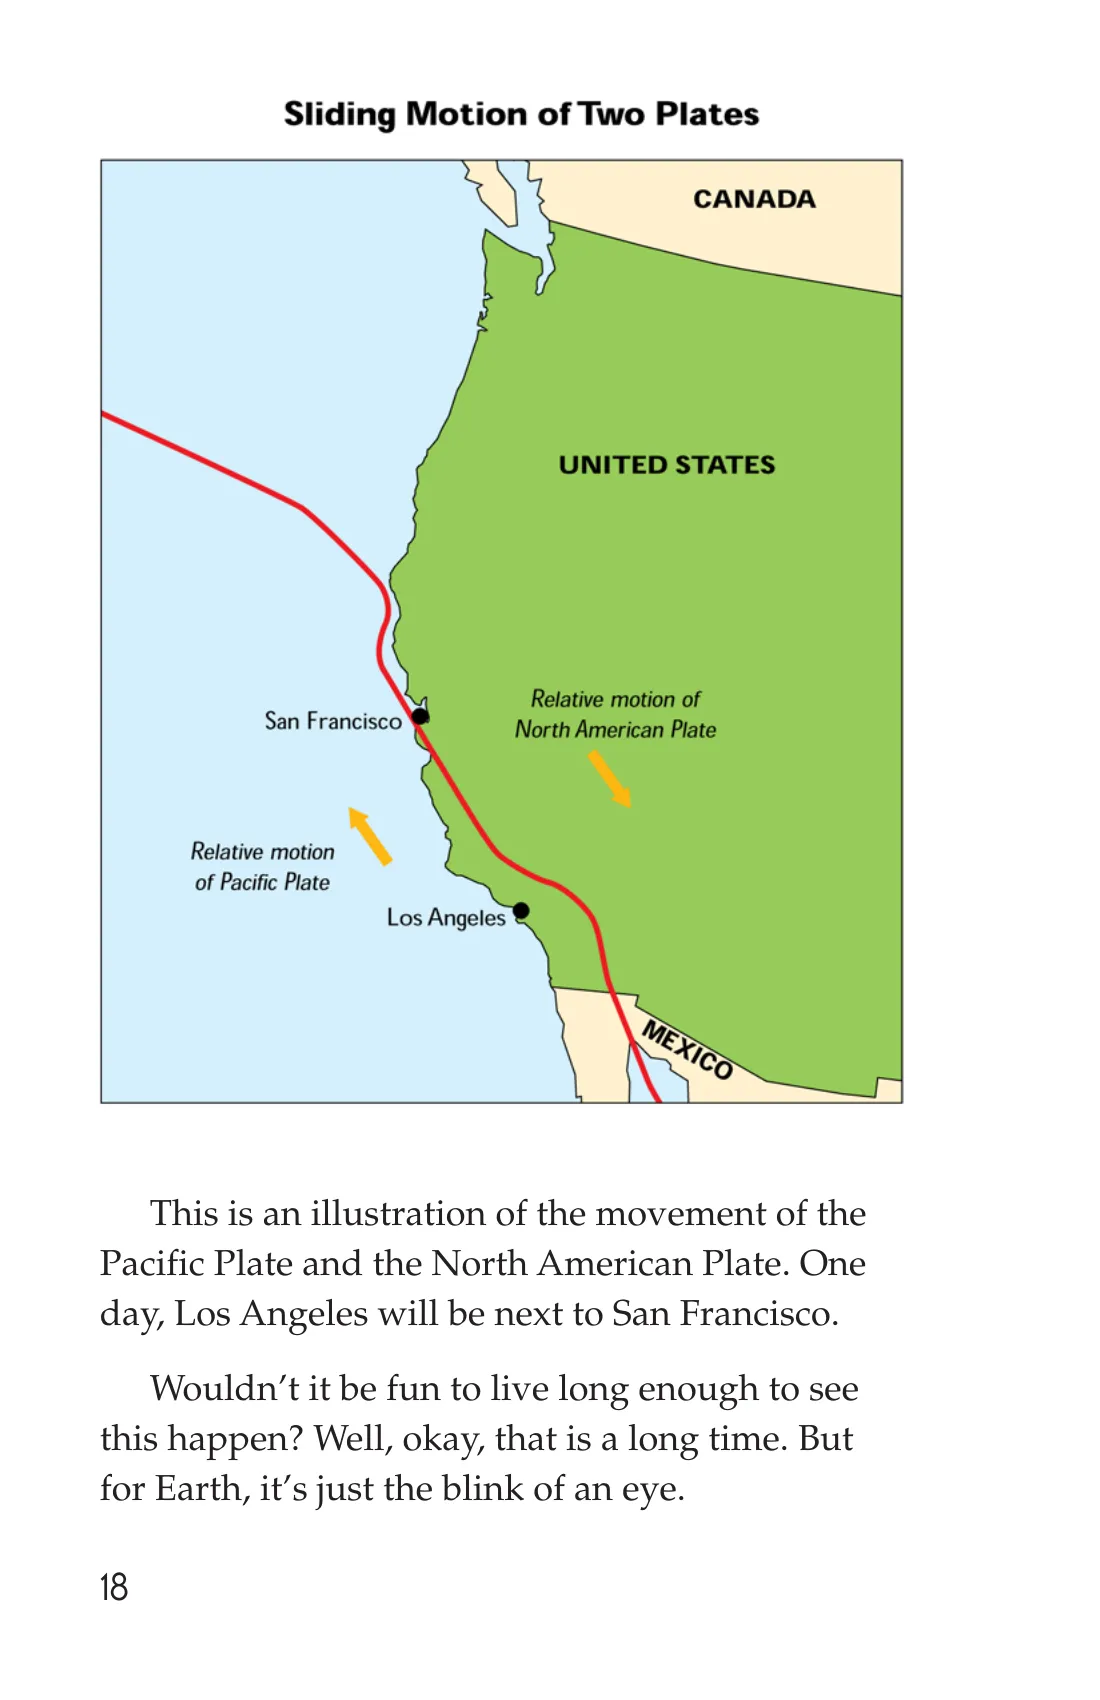 Sliding Motion of Two Plates
CANADA
UNITED STATES
Relative motion of
North American Plate
San Francisco
Relative motion
of Pacific Plate
Los Angeles
MEXICO
This is an illustration of the movement of the
Pacific Plate and the North American Plate. One
day, Los Angeles will be next to San Francisco.
Wouldn’t it be fun to live long enough to see
this happen? Well, okay, that is a long time. But
for Earth, it’s just the blink of an eye.
18